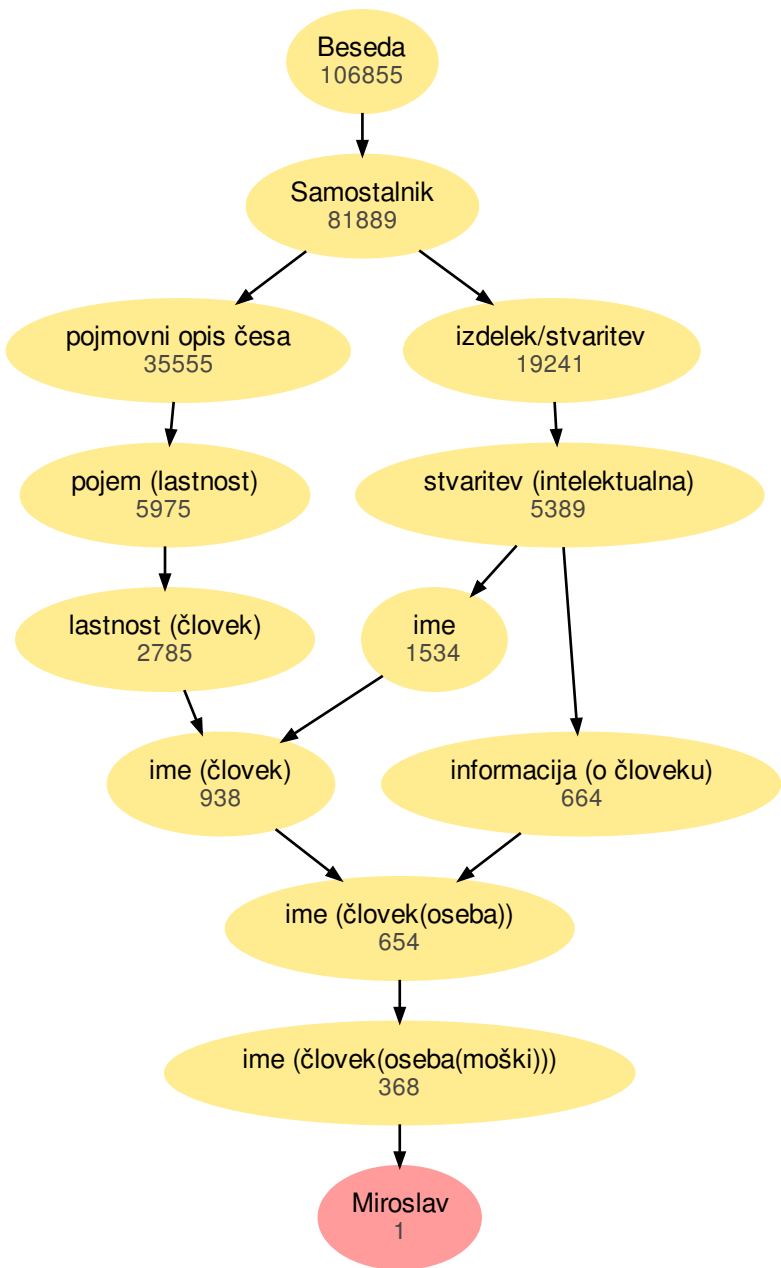 Beseda
106855
Samostalnik
81889
pojmovni opis česa
35555
izdelek/stvaritev
19241
pojem (lastnost)
5975
stvaritev (intelektualna)
5389
lastnost (človek)
2785
ime
1534
ime (človek)
938
informacija (o človeku)
664
ime (človek(oseba))
654
ime (človek(oseba(moški)))
368
Miroslav
1